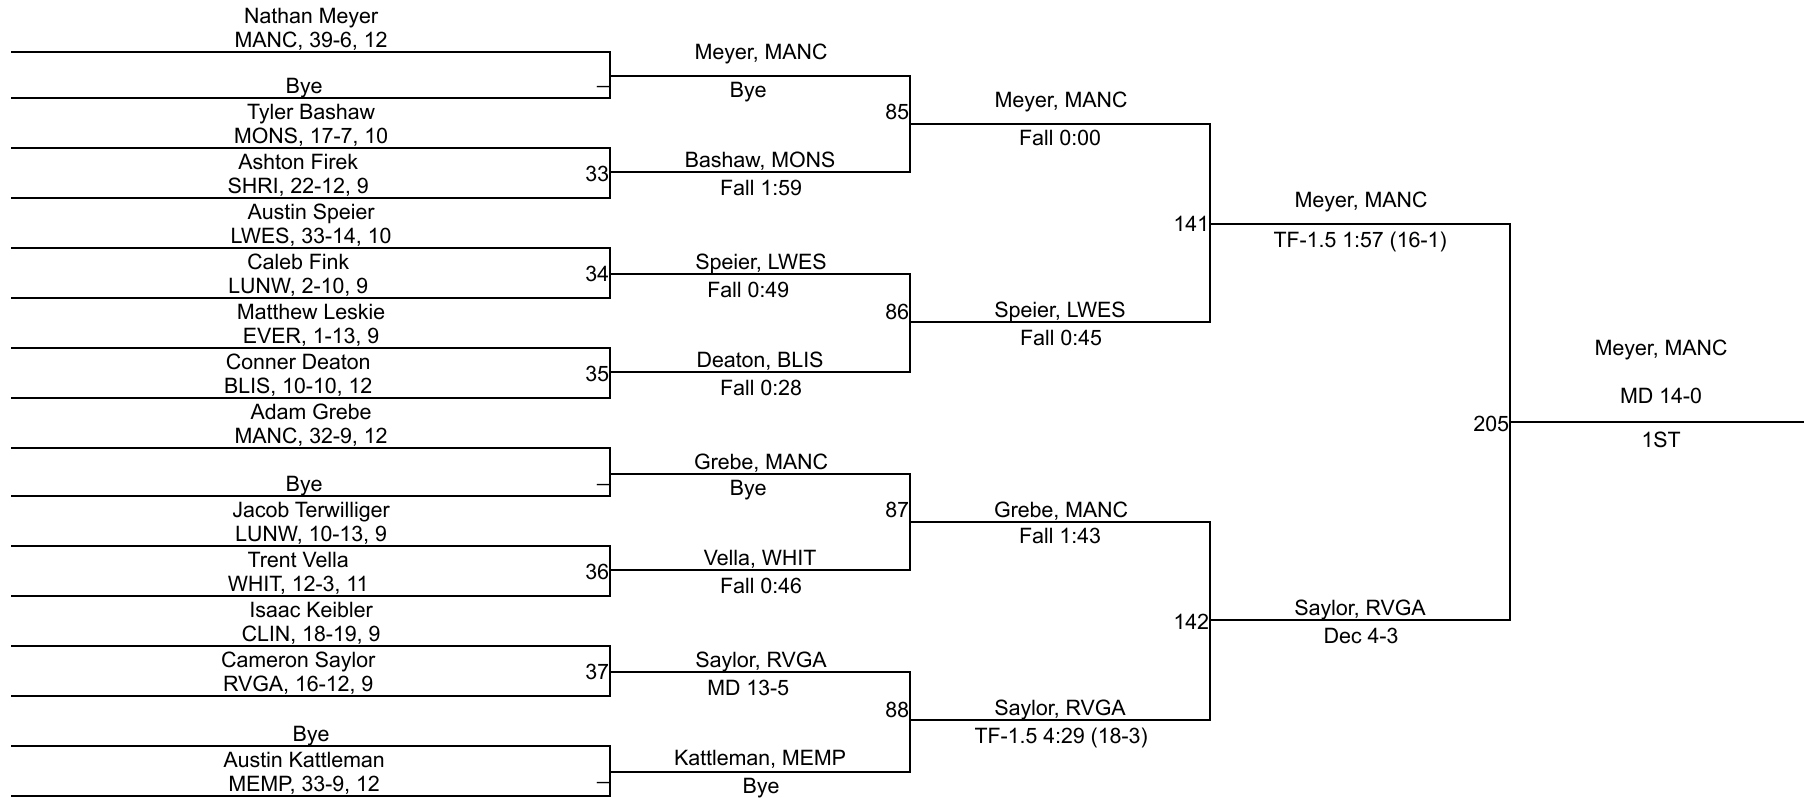 Nathan Meyer
MANC, 39-6, 12
Bye
Tyler Bashaw
MONS, 17-7, 10
Ashton Firek
SHRI, 22-12, 9
Austin Speier
LWES, 33-14, 10
Caleb Fink
LUNW, 2-10, 9
Matthew Leskie
EVER, 1-13, 9
Conner Deaton
BLIS, 10-10, 12
Adam Grebe
MANC, 32-9, 12
Bye
Jacob Terwilliger
LUNW, 10-13, 9
Trent Vella
WHIT, 12-3, 11
Isaac Keibler
CLIN, 18-19, 9
Cameron Saylor
RVGA, 16-12, 9
Bye
Austin Kattleman
MEMP, 33-9, 12
33
34
35
36
37
Meyer, MANC
Bye
Bashaw, MONS
Fall 1:59
Speier, LWES
Fall 0:49
Deaton, BLIS
Fall 0:28
Grebe, MANC
Bye
Vella, WHIT
Fall 0:46
Saylor, RVGA
MD 13-5
Kattleman, MEMP
Bye
85
86
87
88
Meyer, MANC
Fall 0:00
Speier, LWES
Fall 0:45
Grebe, MANC
Fall 1:43
Saylor, RVGA
TF-1.5 4:29 (18-3)
141
142
Meyer, MANC
TF-1.5 1:57 (16-1)
Saylor, RVGA
Dec 4-3
205
Meyer, MANC
MD 14-0
1ST